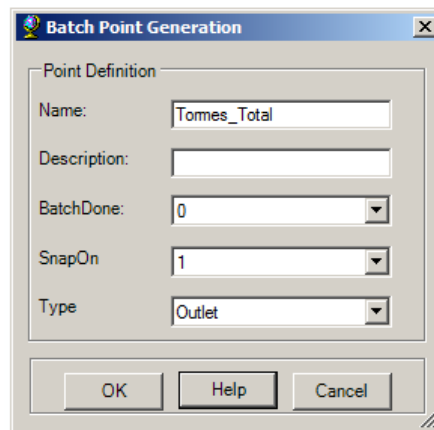 Batch Point Generation
Point Definition
Name: Tormes_Total
Description:
BatchDone: 0
SnapOn 1
Type Outlet
OK Help Cancel